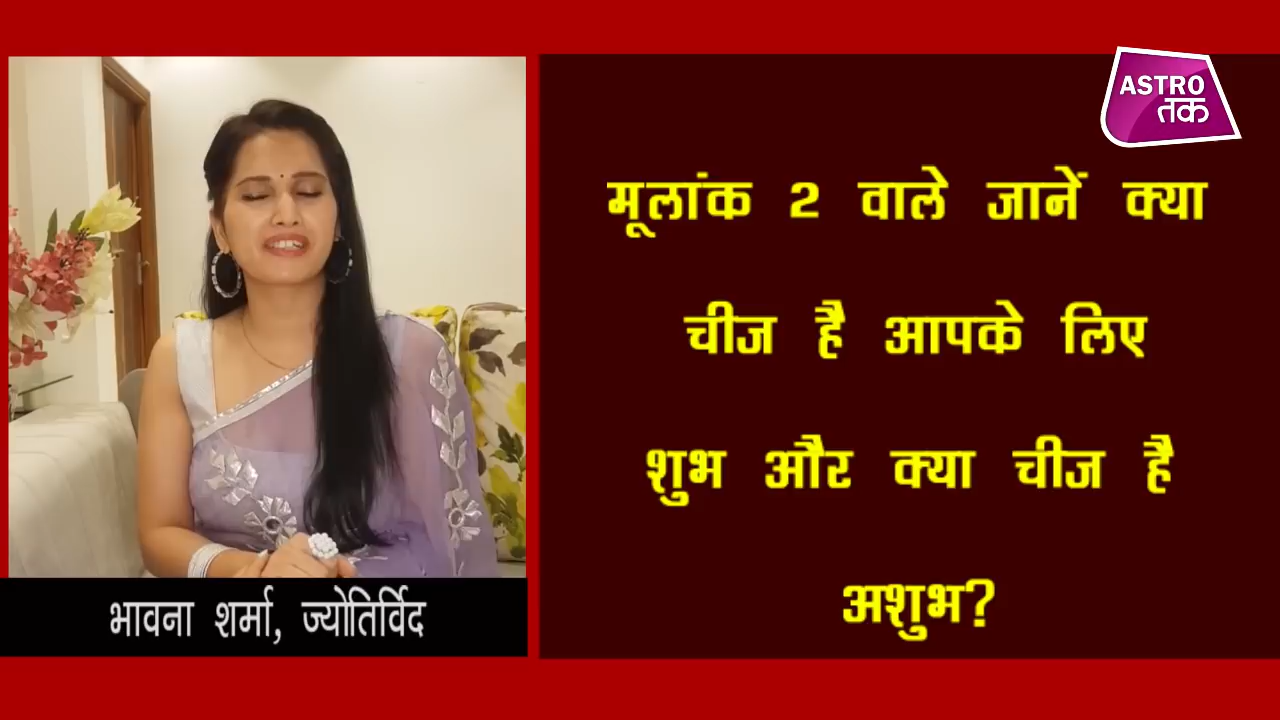 ASTRO
तक
मूलांक 2 वाले जानें क्या
चीज है आपके लिए
शुभ और क्या चीज है
अशुभ?
भावना शर्मा, ज्योतिर्विद